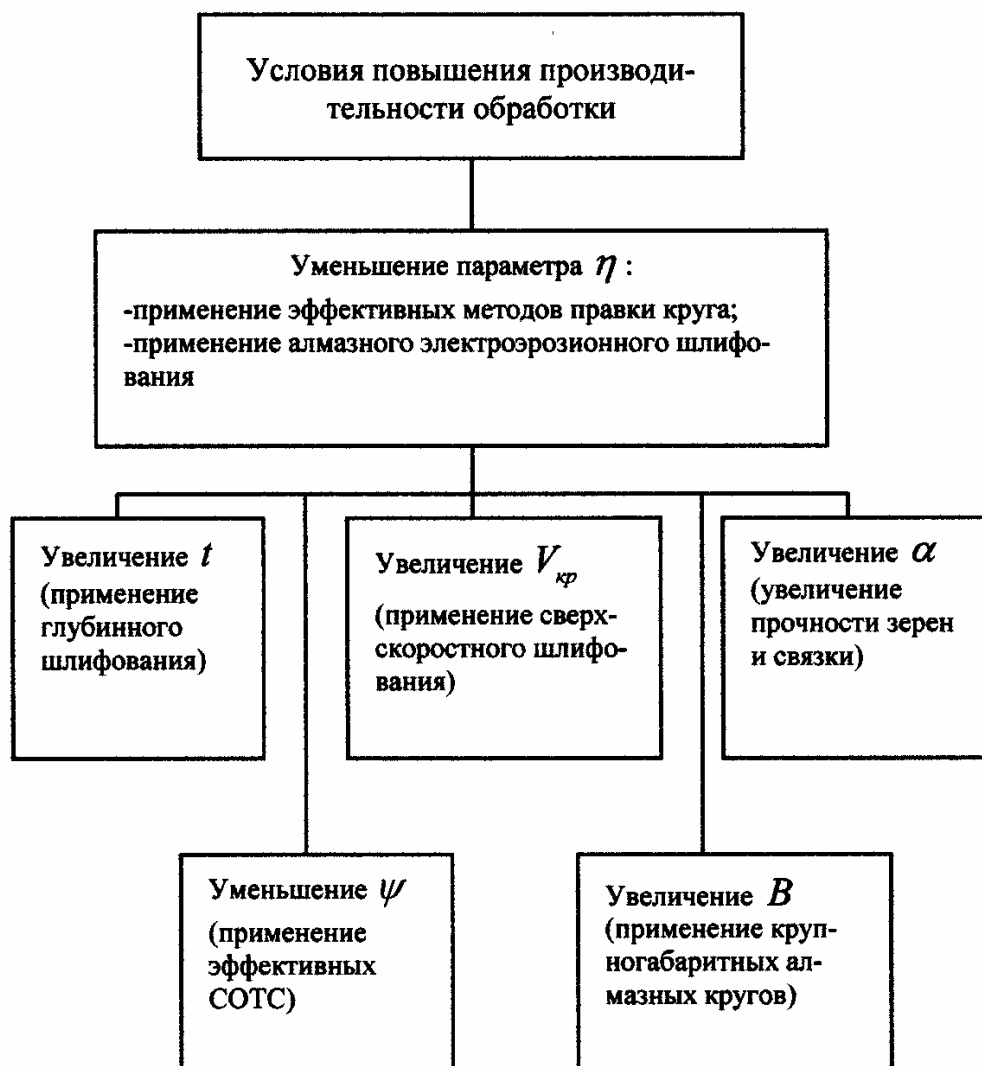 Условия повышения производи-
тельности обработки
Уменьшение параметра η :
-применение эффективных методов правки круга;
-применение алмазного электроэрозионного шлифо-
вания
Увеличение t
(применение
глубинного
шлифования)
Увеличение Vкр
(применение сверх-
скоростного шлифо-
вания)
Увеличение α
(увеличение
прочности зерен
и связки)
Уменьшение ψ
(применение
эффективных
СОТС)
Увеличение B
(применение круп-
ногабаритных ал-
мазных кругов)